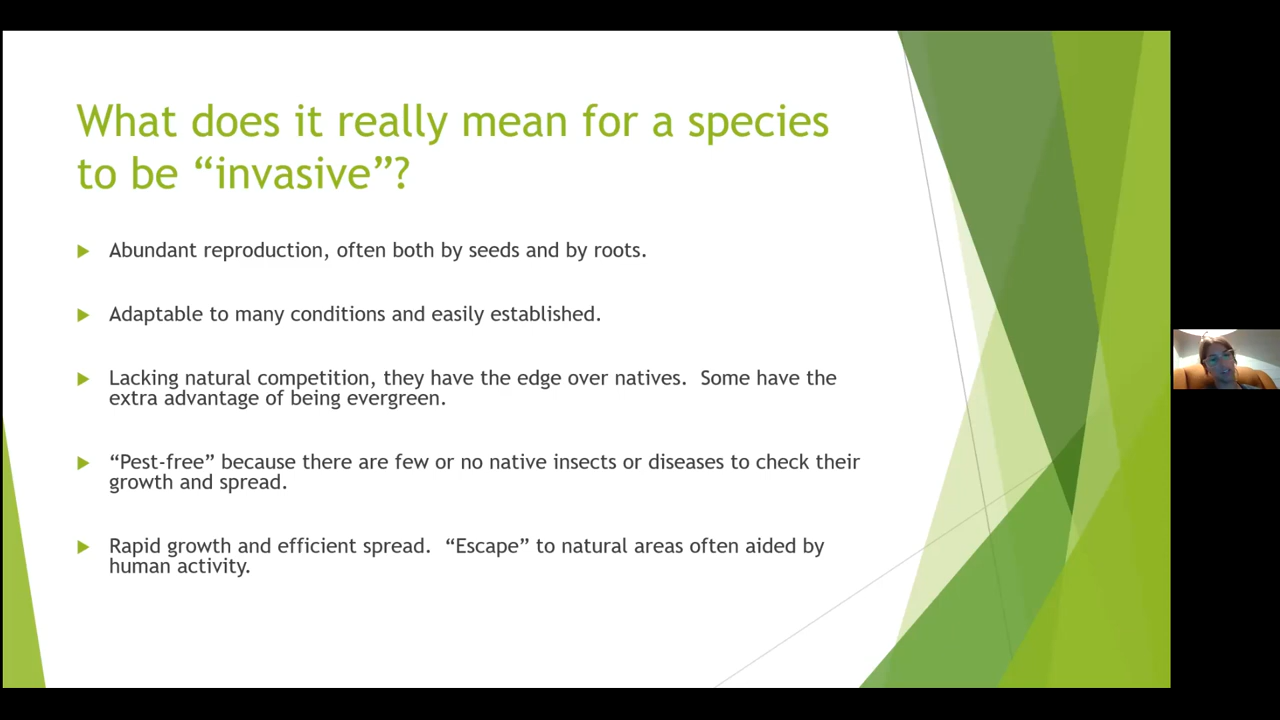 What does it really mean for a species
to be “invasive”?
Abundant reproduction, often both by seeds and by roots.
Adaptable to many conditions and easily established.
Lacking natural competition, they have the edge over natives.  Some have the
extra advantage of being evergreen.
“Pest-free” because there are few or no native insects or diseases to check their
growth and spread.
Rapid growth and efficient spread.  “Escape” to natural areas often aided by
human activity.